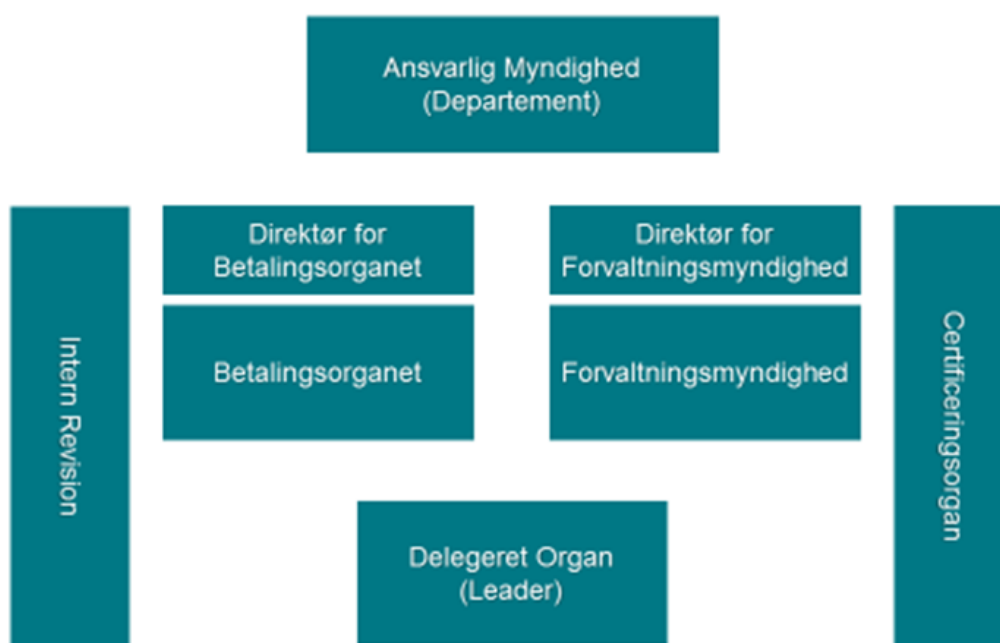 Ansvarlig Myndighed
(Departement)
Direktør for
Betalingsorganet
Direktør for
Forvaltningsmyndighed
Betalingsorganet
Forvaltningsmyndighed
Intern Revision
Certificeringsorgan
Delegeret Organ
(Leader)